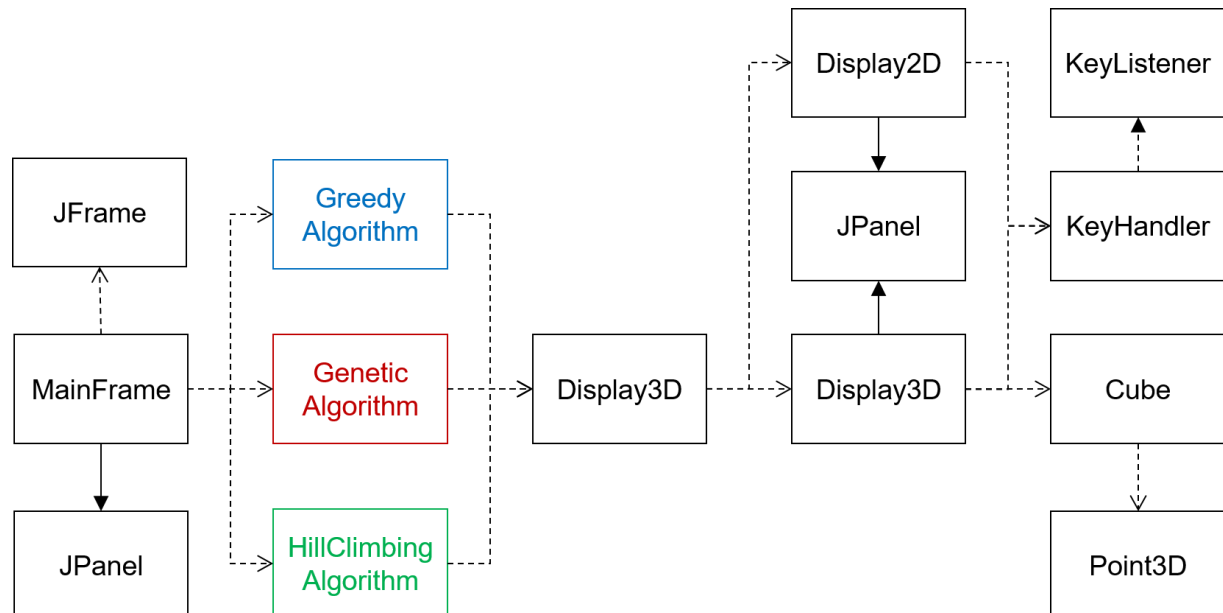 Display2D
KeyListener
JFrame
Greedy
Algorithm
JPanel
KeyHandler
MainFrame
Genetic
Algorithm
Display3D
Display3D
Cube
JPanel
HillClimbing
Algorithm
Point3D